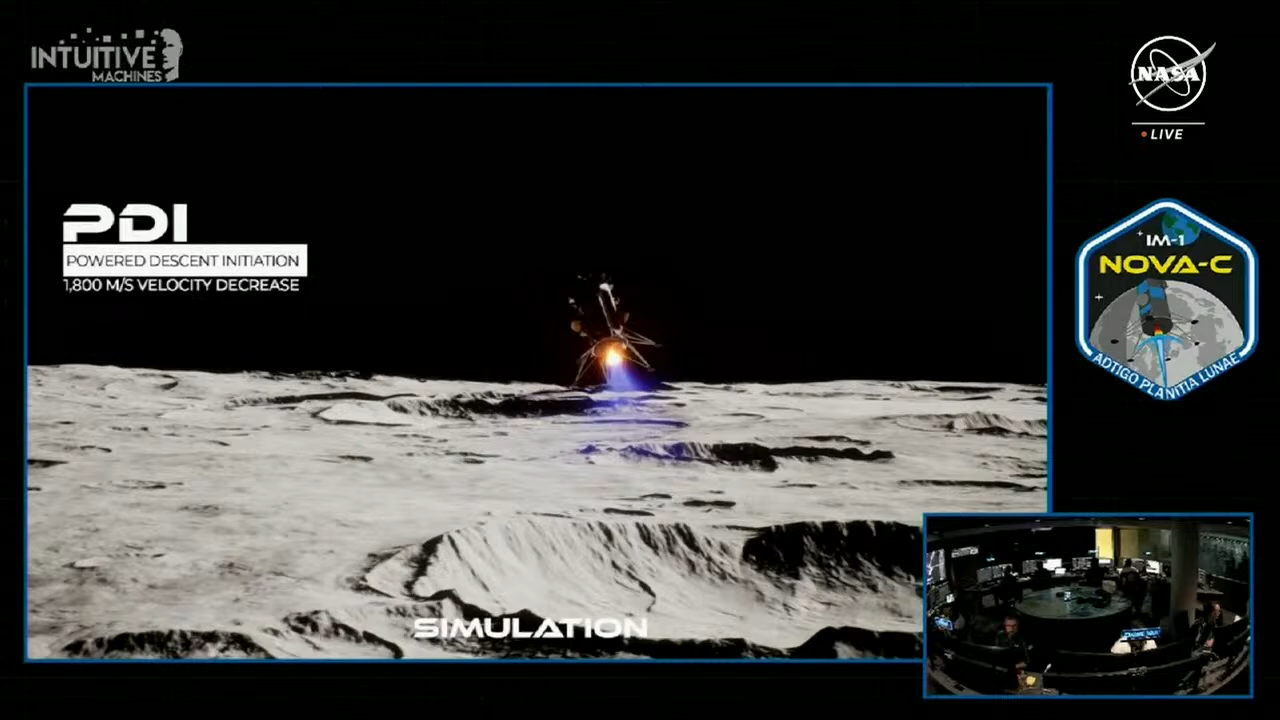 INTUITIVE
MACHINES
NASA
LIVE
PDI
POWERED DESCENT INITIATION
1,800 M/S VELOCITY DECREASE
IM-1
NOVA-C
ADTIGO PLANITIA LUNAE
SIMULATION